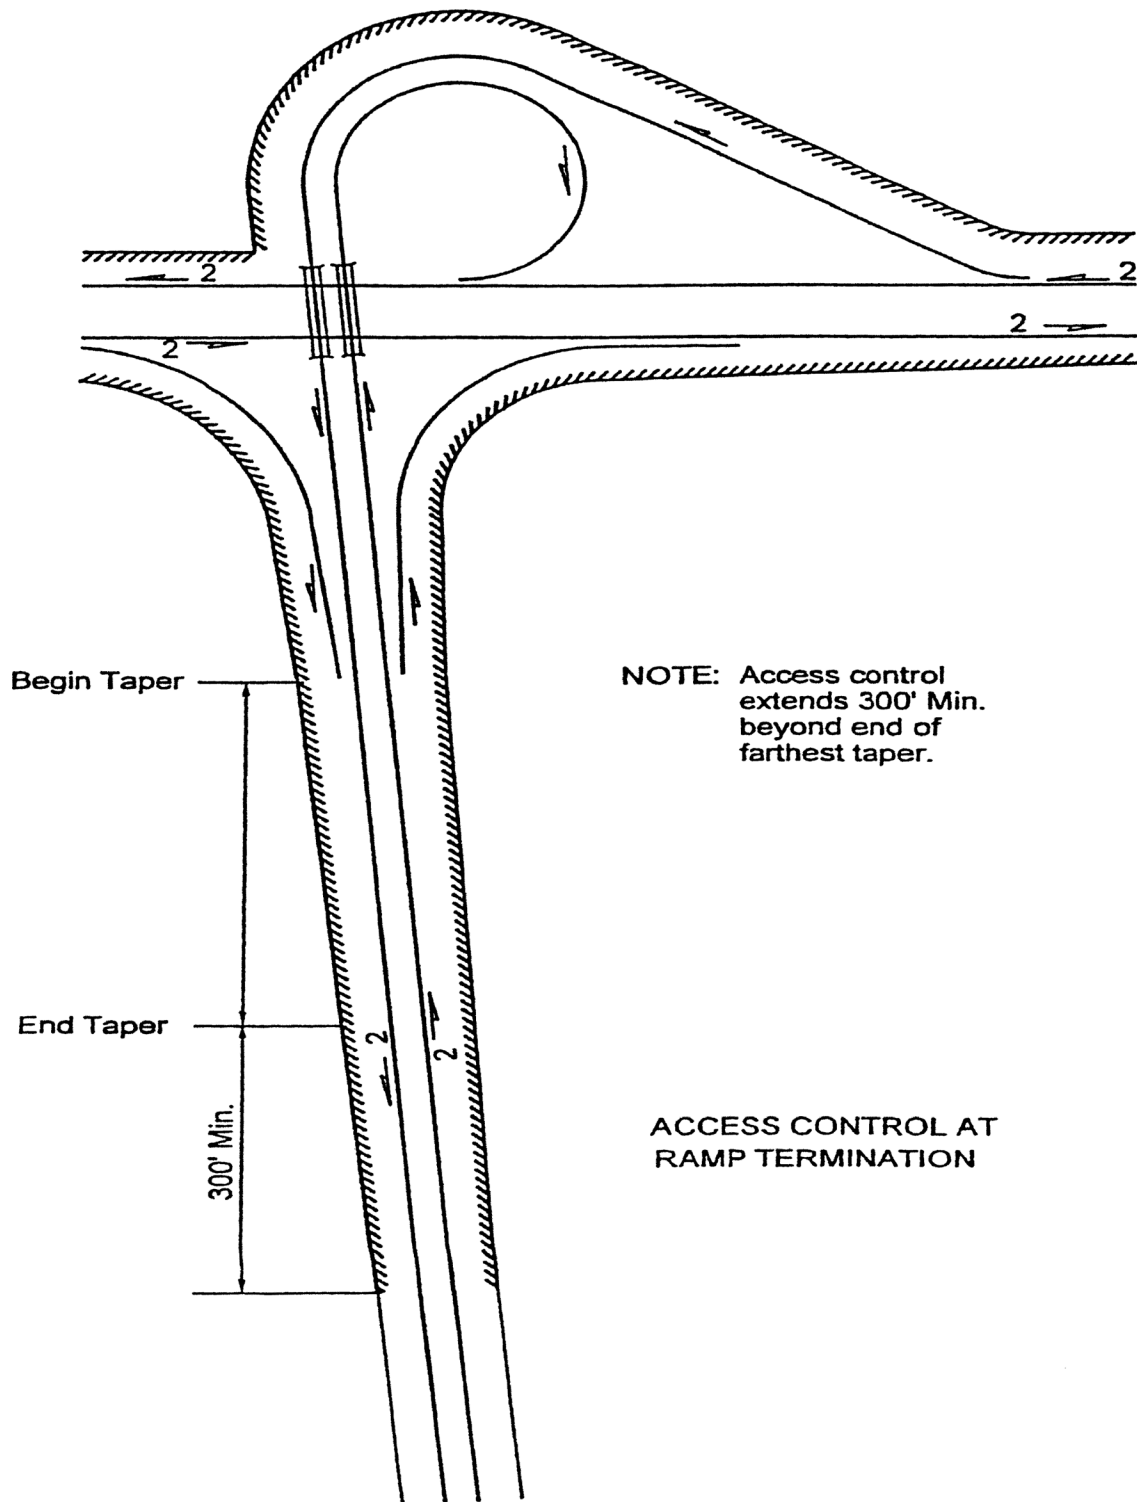 2
2
2
2
Begin Taper
NOTE: Access control
extends 300' Min.
beyond end of
farthest taper.
End Taper
2
2
300' Min.
ACCESS CONTROL AT
RAMP TERMINATION